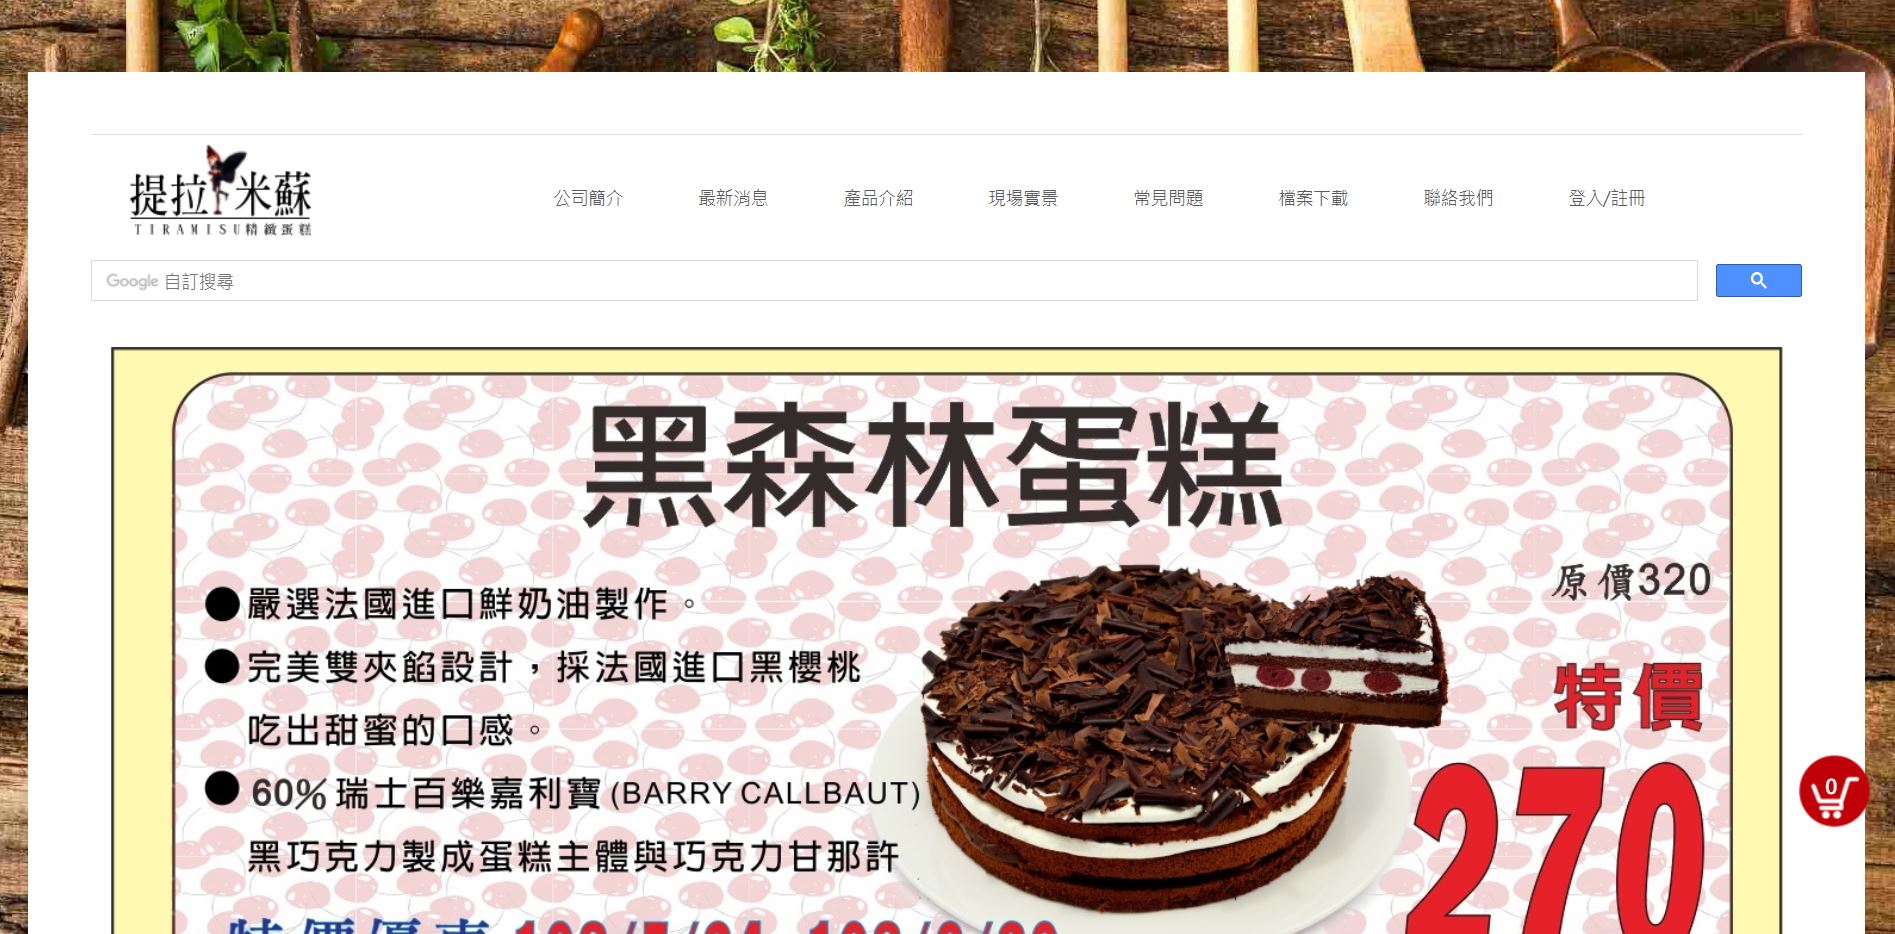 提拉米蘇
TIRAMISU精緻蛋糕
公司簡介 最新消息 產品介紹 現場實景 常見問題 檔案下載 聯絡我們 登入/註冊
Google 自訂搜尋
黑森林蛋糕
原價320
●嚴選法國進口鮮奶油製作。
●完美雙夾餡設計，採法國進口黑櫻桃
吃出甜蜜的口感。
特價
270
0
●60%瑞士百樂嘉利寶(BARRY CALLBAUT)
黑巧克力製成蛋糕主體與巧克力甘那許
特價優惠